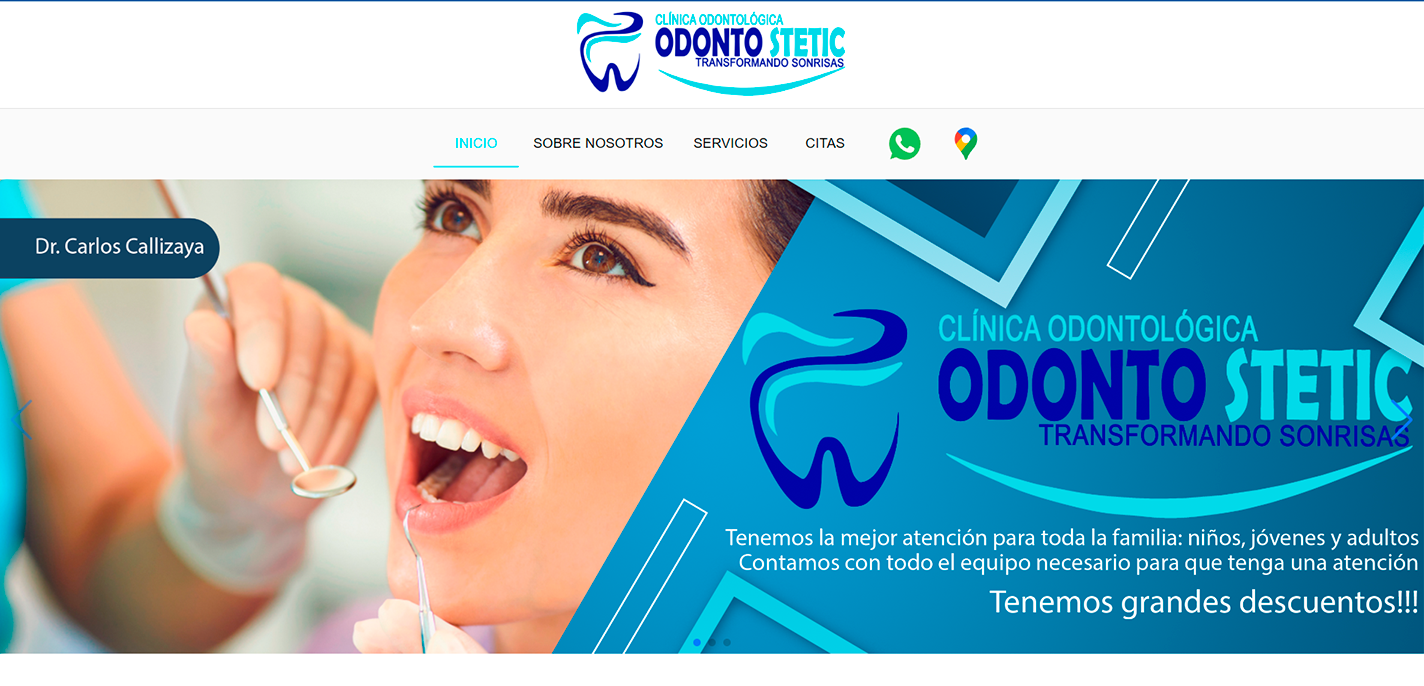 CLÍNICA ODONTOLÓGICA
ODONTO STETIC
TRANSFORMANDO SONRISAS
INICIO
SOBRE NOSOTROS
SERVICIOS
CITAS
Dr. Carlos Callizaya
CLÍNICA ODONTOLÓGICA
ODONTO STETIC
TRANSFORMANDO SONRISAS
Tenemos la mejor atención para toda la familia: niños, jóvenes y adultos
Contamos con todo el equipo necesario para que tenga una atención
Tenemos grandes descuentos!!!